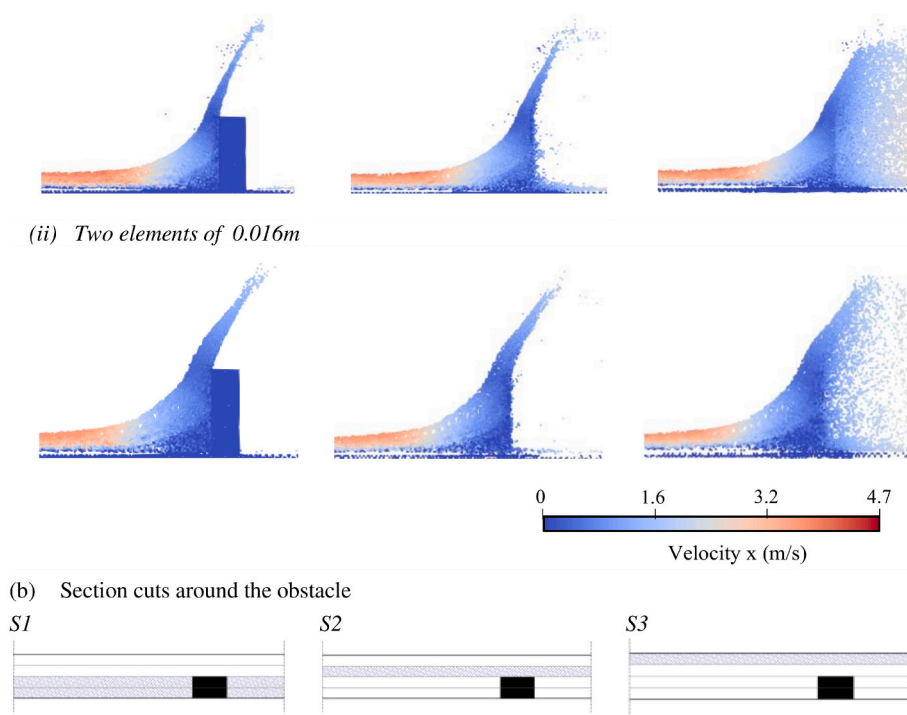 (ii) Two elements of 0.016m
0 1.6 3.2 4.7
Velocity x (m/s)
(b) Section cuts around the obstacle
S1 S2 S3